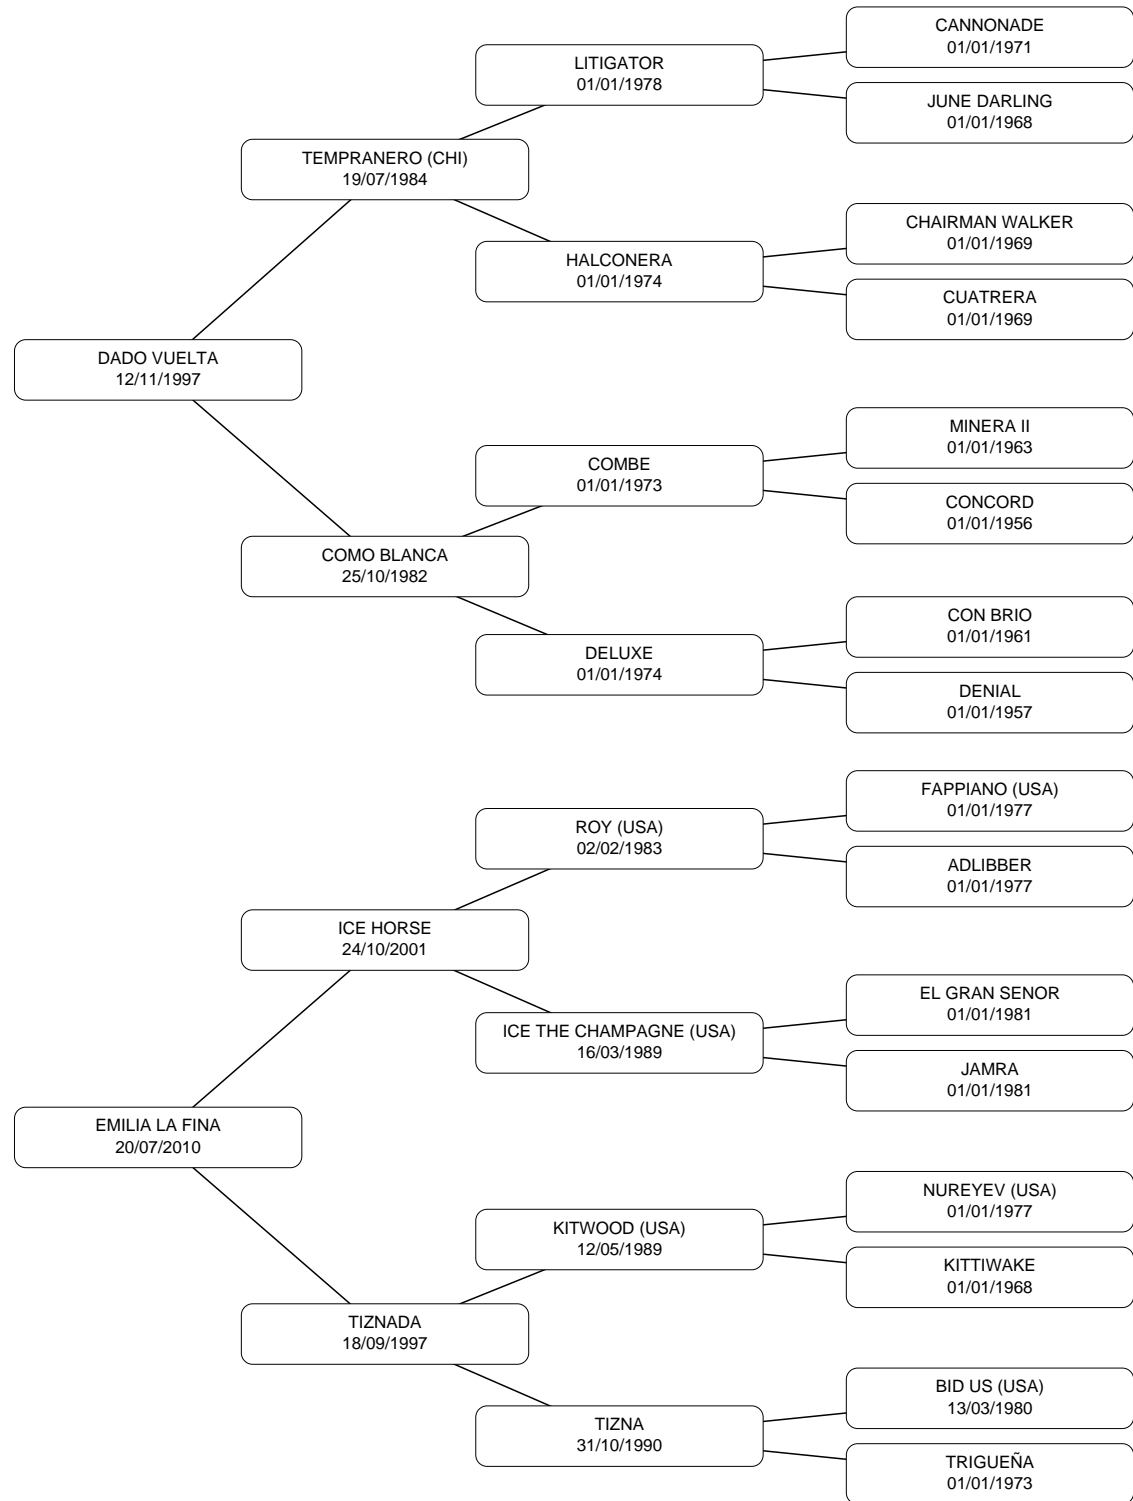 CANNONADE
01/01/1971
LITIGATOR
01/01/1978
JUNE DARLING
01/01/1968
TEMPRANERO (CHI)
19/07/1984
CHAIRMAN WALKER
01/01/1969
HALCONERA
01/01/1974
CUATRERA
01/01/1969
DADO VUELTA
12/11/1997
MINERA II
01/01/1963
COMBE
01/01/1973
CONCORD
01/01/1956
COMO BLANCA
25/10/1982
CON BRIO
01/01/1961
DELUXE
01/01/1974
DENIAL
01/01/1957
FAPPIANO (USA)
01/01/1977
ROY (USA)
02/02/1983
ADLIBBER
01/01/1977
ICE HORSE
24/10/2001
EL GRAN SENOR
01/01/1981
ICE THE CHAMPAGNE (USA)
16/03/1989
JAMRA
01/01/1981
EMILIA LA FINA
20/07/2010
NUREYEV (USA)
01/01/1977
KITWOOD (USA)
12/05/1989
KITTIWAKE
01/01/1968
TIZNADA
18/09/1997
BID US (USA)
13/03/1980
TIZNA
31/10/1990
TRIGUEÑA
01/01/1973